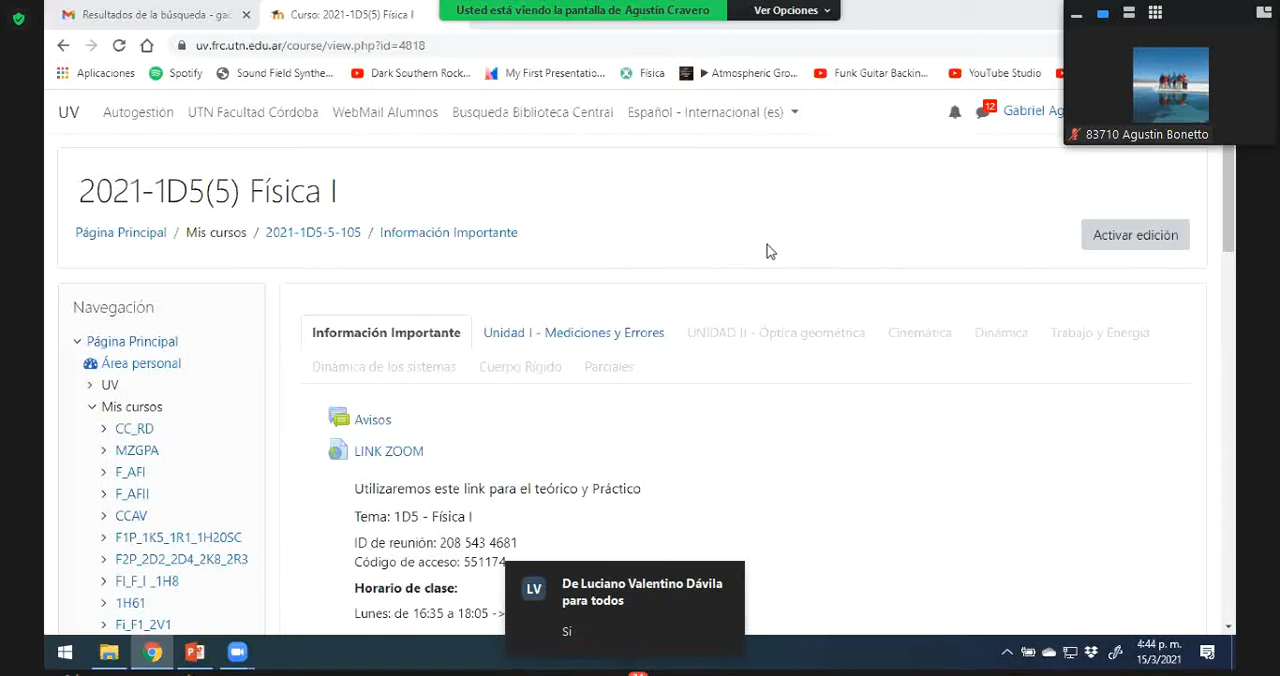 Resultados de la búsqueda - ga
Curso: 2021-1D5(5) Física I
Usted está viendo la pantalla de Agustín Cravero
Ver Opciones
uv.frc.utn.edu.ar/course/view.php?id=4818
Aplicaciones
Spotify
Sound Field Synthe...
Dark Southern Rock...
My First Presentatio...
Física
Atmospheric Gro...
Funk Guitar Backin...
YouTube Studio
UV
Autogestión
UTN Facultad Córdoba
WebMail Alumnos
Busqueda Biblioteca Central
Español - Internacional (es)
12
Gabriel Ag
83710 Agustin Bonetto
2021-1D5(5) Física I
Página Principal / Mis cursos / 2021-1D5-5-105 / Información Importante
Activar edición
Navegación
Página Principal
Área personal
UV
Mis cursos
CC_RD
MZGPA
F_AFI
F_AFII
CCAV
F1P_1K5_1R1_1H20SC
F2P_2D2_2D4_2K8_2R3
FI_F_I _1H8
1H61
Fi_F1_2V1
Información Importante
Unidad I - Mediciones y Errores
UNIDAD II - Óptica geométrica
Cinemática
Dinámica
Trabajo y Energía
Dinámica de los sistemas
Cuerpo Rígido
Parciales
Avisos
LINK ZOOM
Utilizaremos este link para el teórico y Práctico
Tema: 1D5 - Física I
ID de reunión: 208 543 4681
Código de acceso: 551174
Horario de clase:
Lunes: de 16:35 a 18:05 ->
LV
De Luciano Valentino Dávila
para todos
Si
4:44 p. m.
15/3/2021